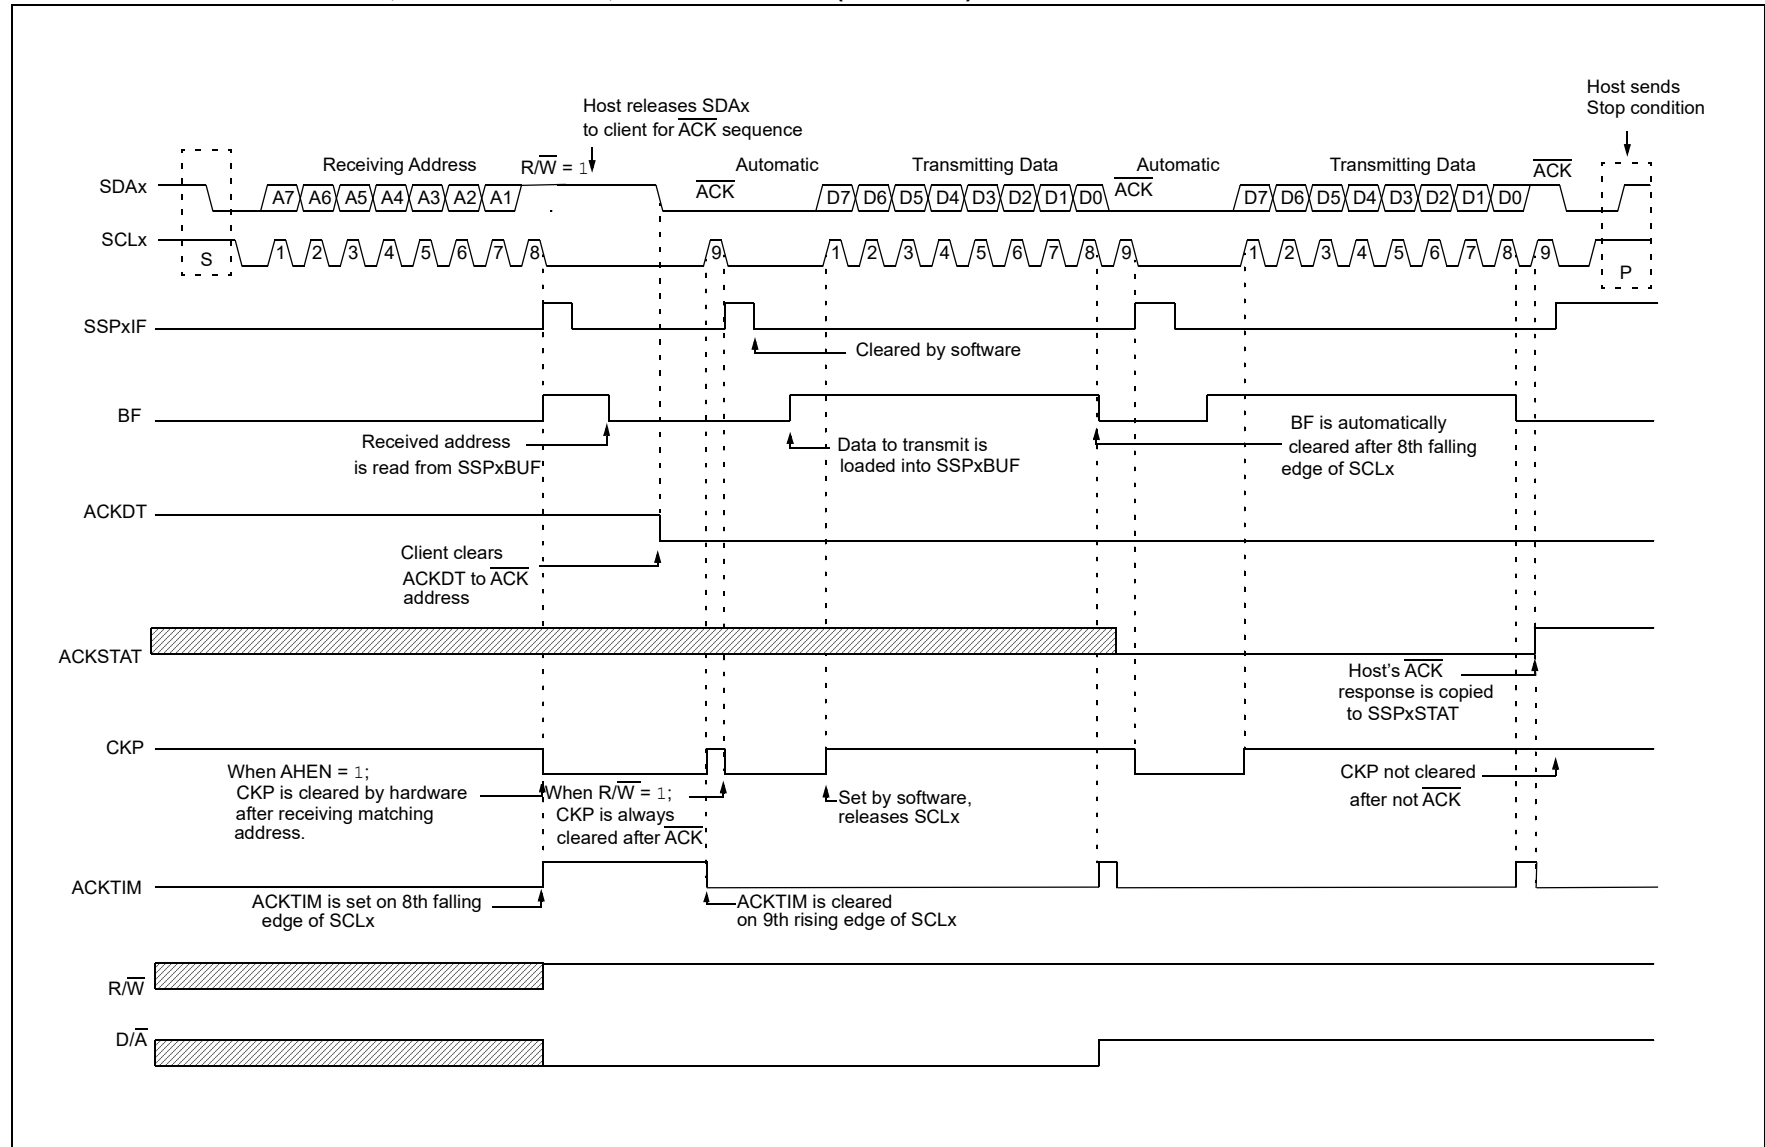 Host sends
Stop condition
Host releases SDAx
to client for ACK sequence
Receiving Address R/W = 1 Automatic Transmitting Data Automatic Transmitting Data ACK
ACK ACK
SDAx A7 A6 A5 A4 A3 A2 A1 D7 D6 D5 D4 D3 D2 D1 D0 D7 D6 D5 D4 D3 D2 D1 D0
SCLx S 1 2 3 4 5 6 7 8 9 1 2 3 4 5 6 7 8 9 1 2 3 4 5 6 7 8 9 P
SSPxIF
Cleared by software
BF
Received address
is read from SSPxBUF
Data to transmit is
loaded into SSPxBUF
BF is automatically
cleared after 8th falling
edge of SCLx
ACKDT
Client clears
ACKDT to ACK
address
ACKSTAT
Host's ACK
response is copied
to SSPxSTAT
CKP
When AHEN = 1;
CKP is cleared by hardware
after receiving matching
address.
When R/W = 1;
CKP is always
cleared after ACK
Set by software,
releases SCLx
CKP not cleared
after not ACK
ACKTIM
ACKTIM is set on 8th falling
edge of SCLx
ACKTIM is cleared
on 9th rising edge of SCLx
R/W
D/A